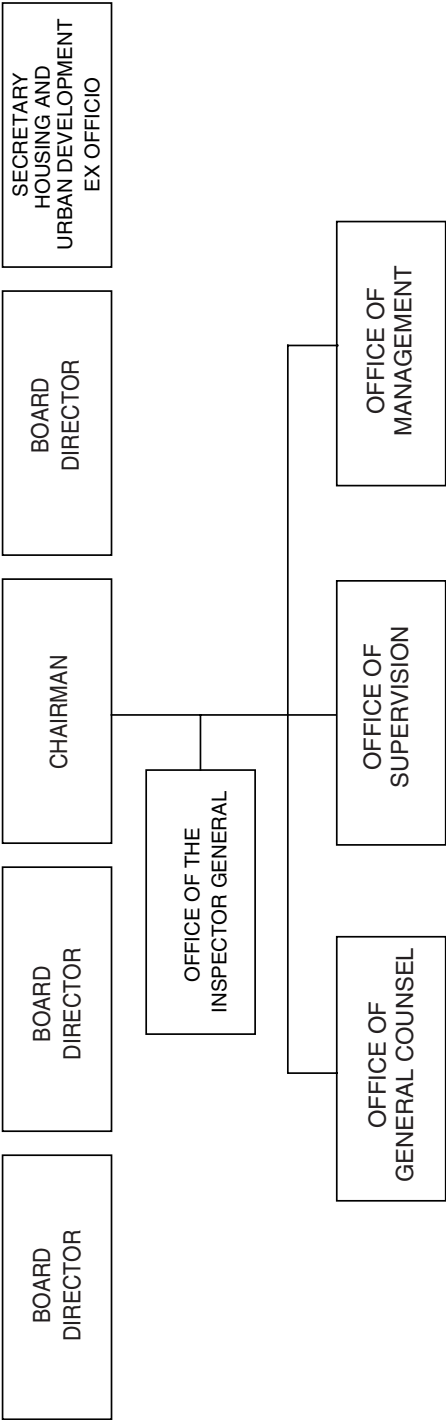 BOARD
DIRECTOR
BOARD
DIRECTOR
CHAIRMAN
BOARD
DIRECTOR
SECRETARY
HOUSING AND
URBAN DEVELOPMENT
EX OFFICIO
OFFICE OF THE
INSPECTOR GENERAL
OFFICE OF
GENERAL COUNSEL
OFFICE OF
SUPERVISION
OFFICE OF
MANAGEMENT